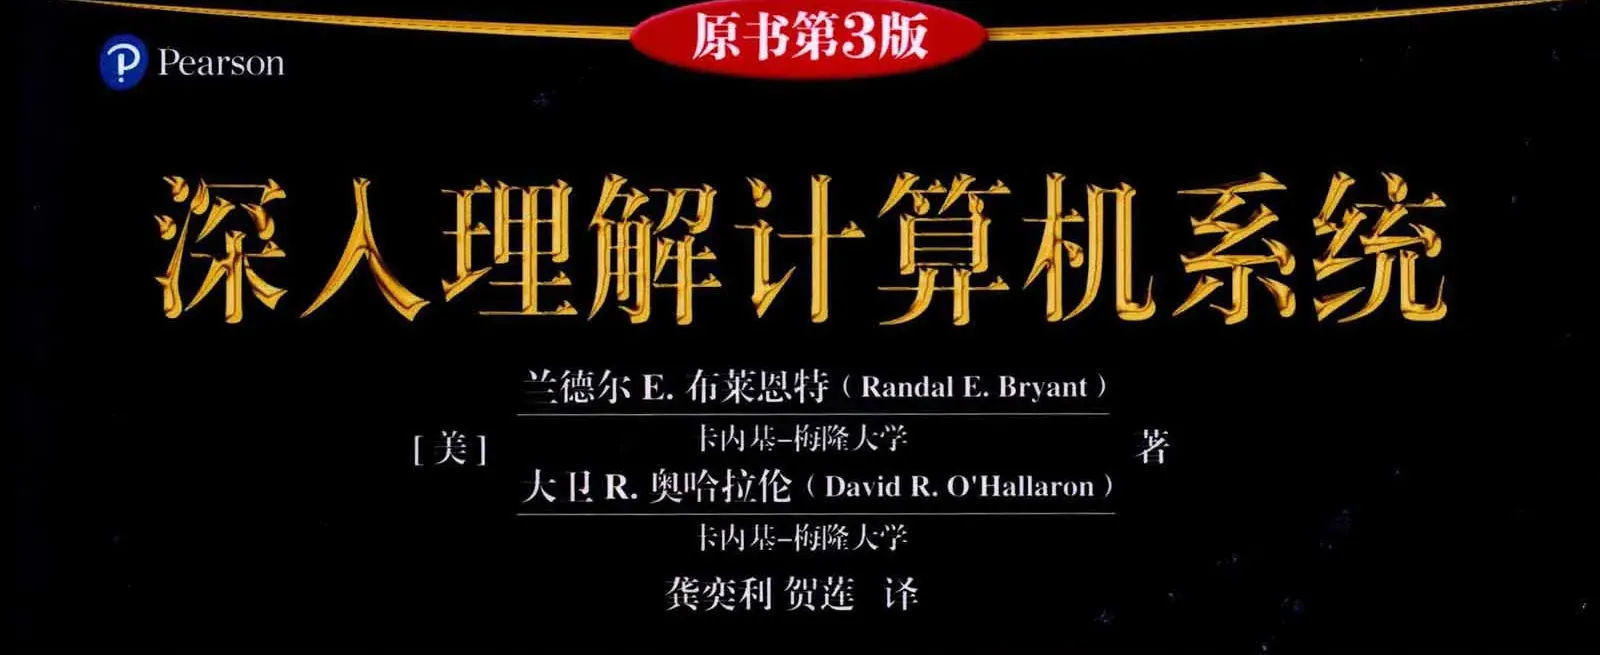 原书第3版
Pearson
深入理解计算机系统
兰德尔 E. 布莱恩特（Randal E. Bryant）
卡内基-梅隆大学
[美] 著
大卫 R. 奥哈拉伦（David R. O'Hallaron）
卡内基-梅隆大学
龚奕利 贺莲 译